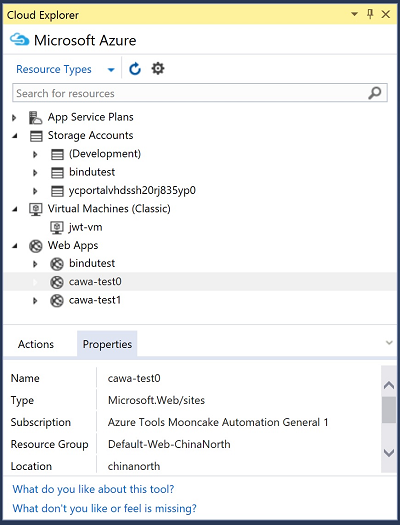 Cloud Explorer
Microsoft Azure
Resource Types
Search for resources
App Service Plans
Storage Accounts
(Development)
bindutest
ycportalvhdssh20rj835yp0
Virtual Machines (Classic)
jwt-vm
Web Apps
bindutest
cawa-test0
cawa-test1
Actions Properties
Name cawa-test0
Type Microsoft.Web/sites
Subscription Azure Tools Mooncake Automation General 1
Resource Group Default-Web-ChinaNorth
Location chinanorth
What do you like about this tool?
What don't you like or feel is missing?